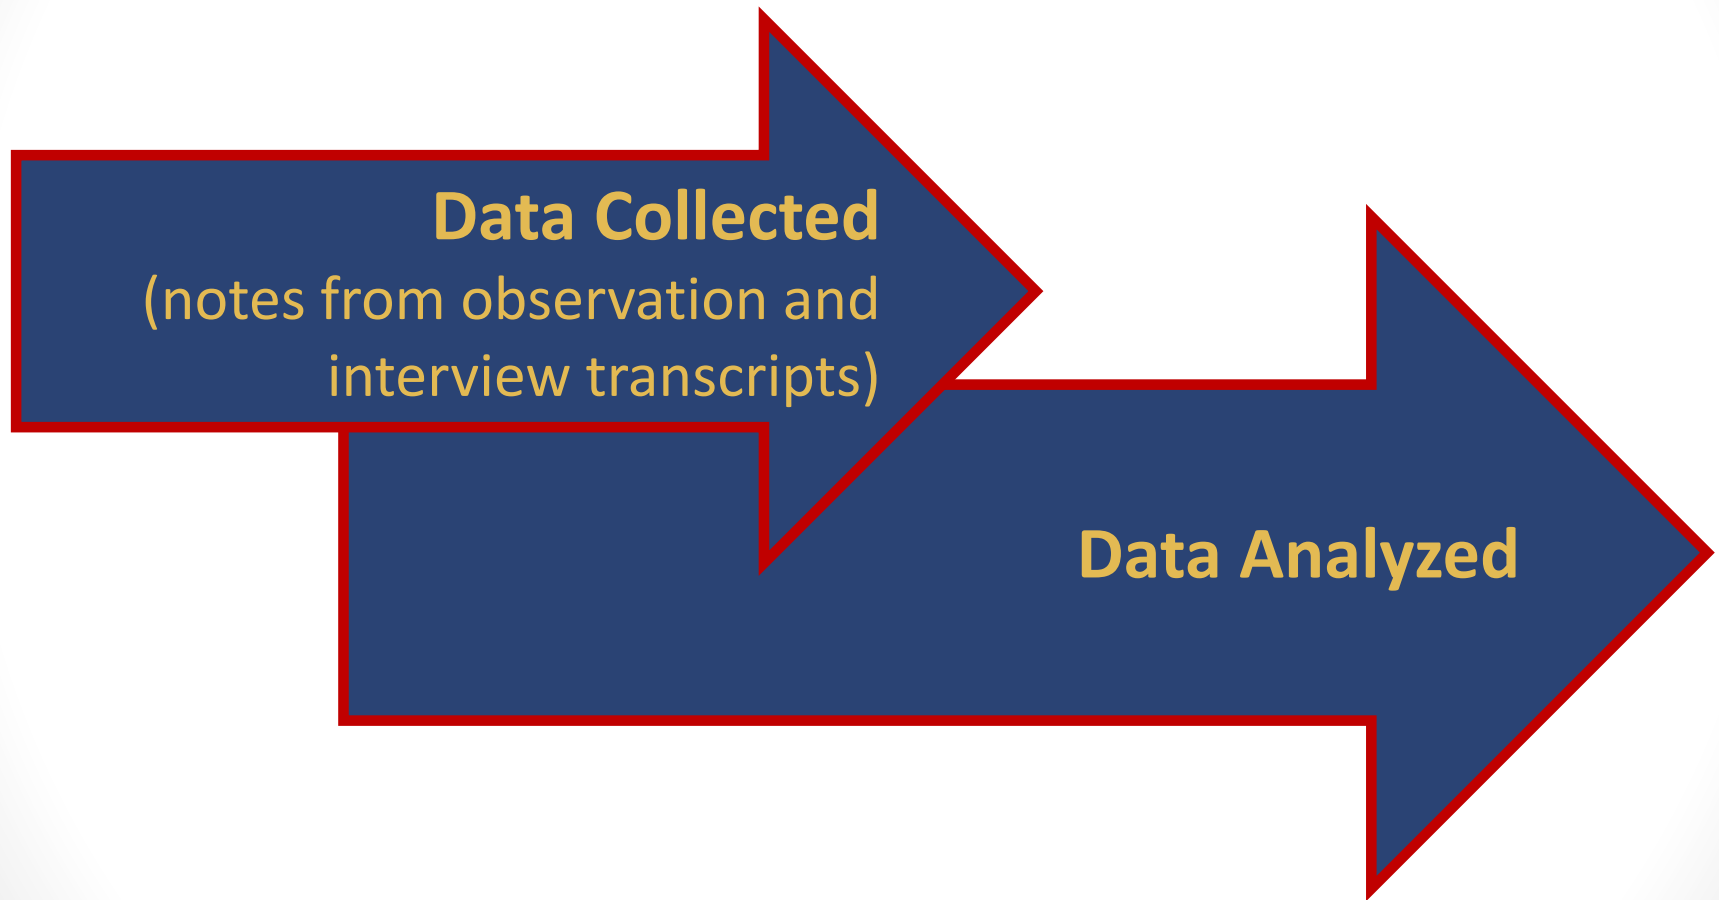 Data Collected
(notes from observation and
interview transcripts)
Data Analyzed